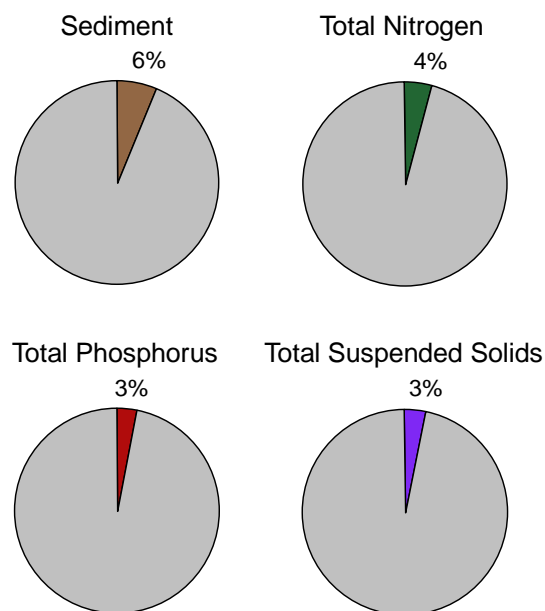 Sediment
6%
Total Nitrogen
4%
Total Phosphorus
3%
Total Suspended Solids
3%